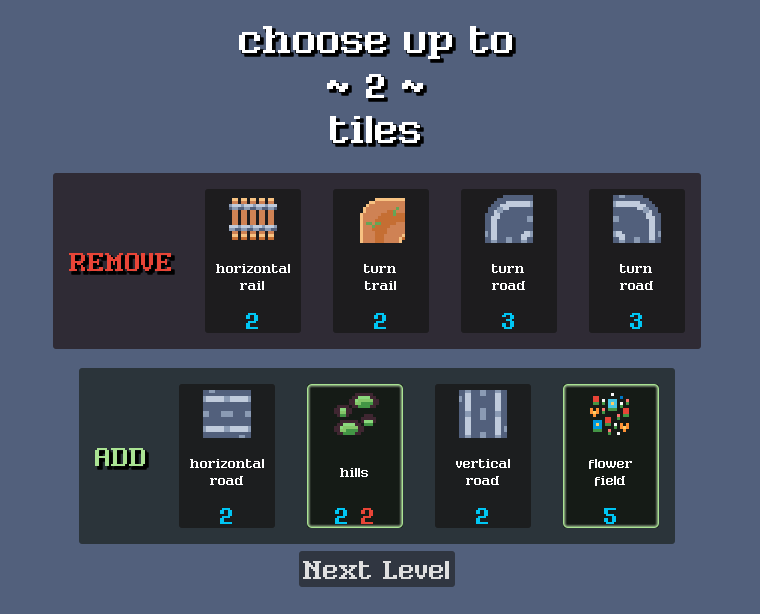 choose up to
~ 2 ~
tiles
REMOVE
horizontal
rail
2
turn
trail
2
turn
road
3
turn
road
3
ADD
horizontal
road
2
hills
2 2
vertical
road
2
flower
field
5
Next Level